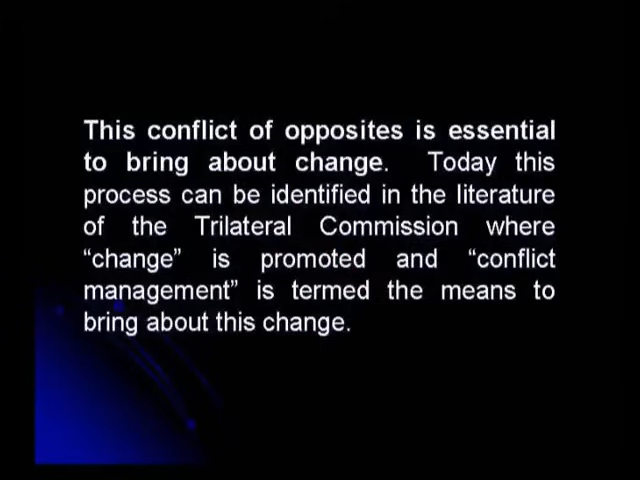 This conflict of opposites is essential
to bring about change. Today this
process can be identified in the literature
of the Trilateral Commission where
“change” is promoted and “conflict
management” is termed the means to
bring about this change.